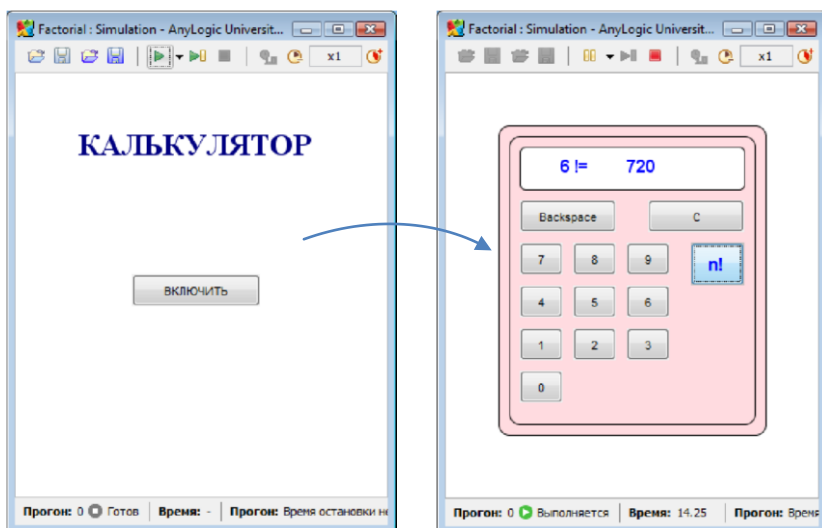 Factorial : Simulation - AnyLogic Universit...
x1
КАЛЬКУЛЯТОР
включить
Прогон: 0 Готов Время: - Прогон: Время остановки не
Factorial : Simulation - AnyLogic Universit...
x1
6 != 720
Backspace C
7 8 9 n!
4 5 6
1 2 3
0
Прогон: 0 Выполняется Время: 14.25 Прогон: Время